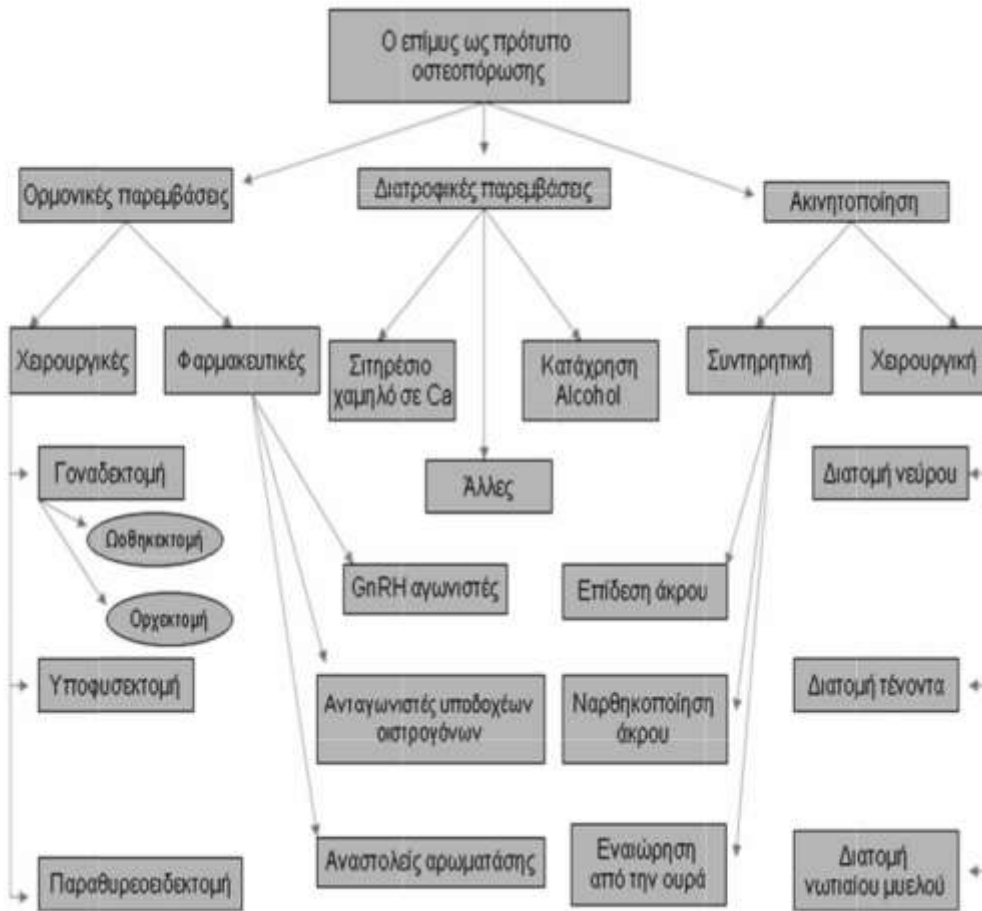 Ο επίμυς ως πρότυπο
οστεοπόρωσης
Ορμονικές παρεμβάσεις
Διατροφικές παρεμβάσεις
Ακινητοποίηση
Χειρουργικές
Φαρμακευτικές
Σιτηρέσιο
χαμηλό σε Ca
Κατάχρηση
Alcohol
Συντηρητική
Χειρουργική
Γοναδεκτομή
Άλλες
Διατομή νεύρου
Ωοθηκεκτομή
GnRH αγωνιστές
Επίδεση άκρου
Ορχεκτομή
Υποφυσεκτομή
Ανταγωνιστές υποδοχέων
οιστρογόνων
Ναρθηκοποίηση
άκρου
Διατομή τένοντα
Παραθυρεοειδεκτομή
Αναστολείς αρωματάσης
Εναιώρηση
από την ουρά
Διατομή
νωτιαίου μυελού